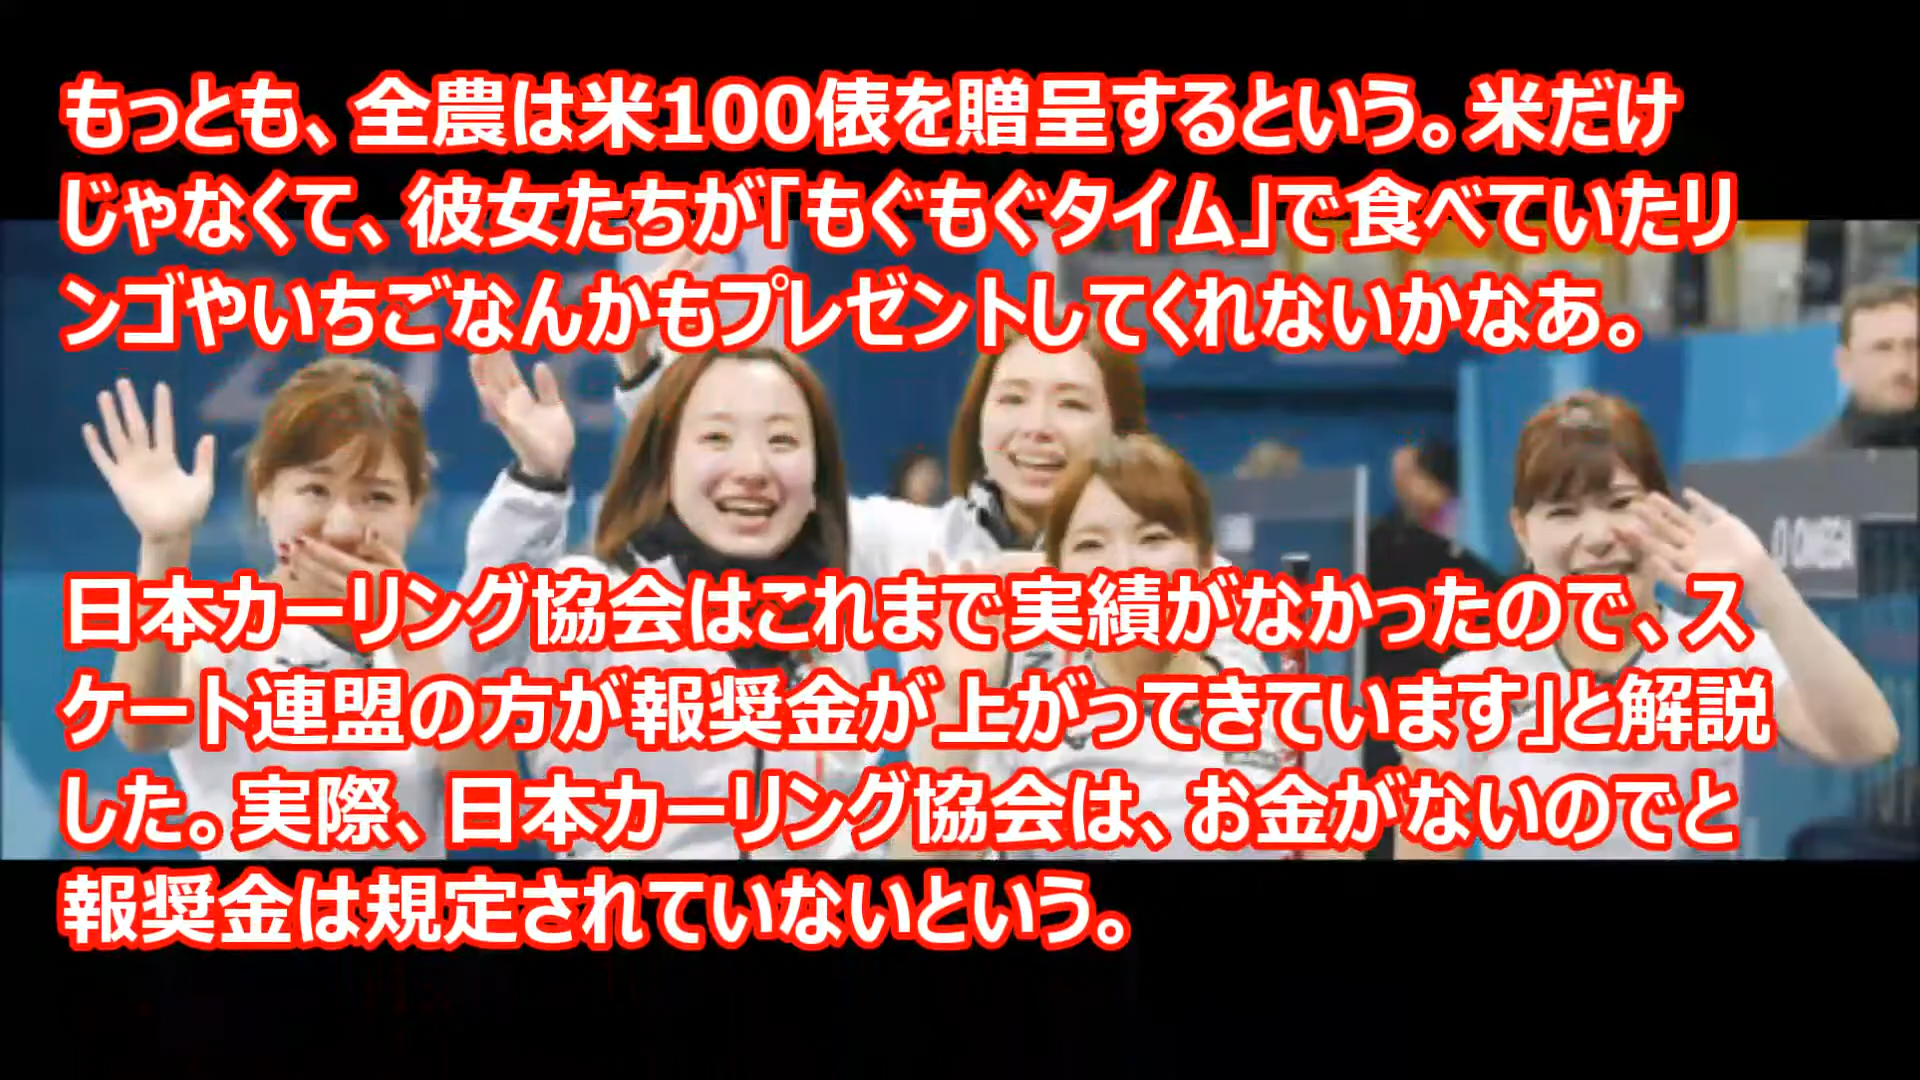 もっとも、全農は米100俵を贈呈するという。米だけ
じゃなくて、彼女たちが「もぐもぐタイム」で食べていたリ
ンゴやいちごなんかもプレゼントしてくれないかなあ。
日本カーリング協会はこれまで実績がなかったので、ス
ケート連盟の方が報奨金が上がってきています」と解説
した。実際、日本カーリング協会は、お金がないのでと
報奨金は規定されていないという。
Ω OMEGA